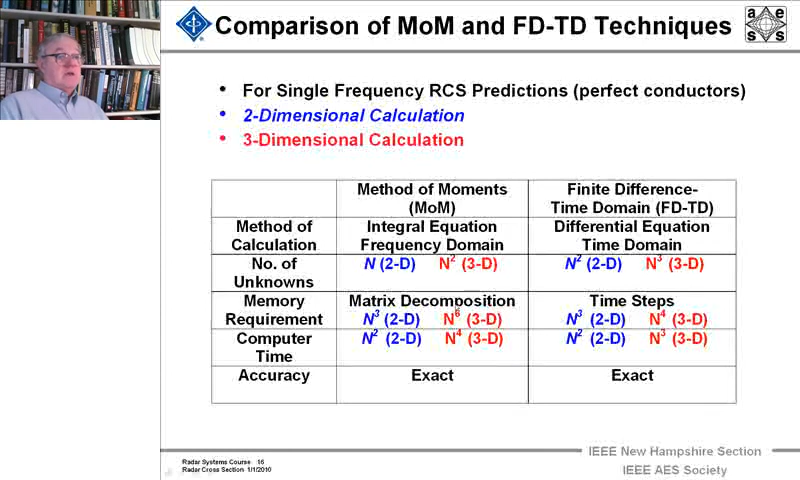 Comparison of MoM and FD-TD Techniques
a e
s s
• For Single Frequency RCS Predictions (perfect conductors)
• 2-Dimensional Calculation
• 3-Dimensional Calculation
Method of Moments (MoM)
Finite Difference-
Time Domain (FD-TD)
Method of Calculation
Integral Equation
Frequency Domain
Differential Equation
Time Domain
No. of Unknowns
N (2-D) N² (3-D)
N² (2-D) N³ (3-D)
Memory Requirement
Matrix Decomposition
N³ (2-D) N⁶ (3-D)
Time Steps
N³ (2-D) N⁴ (3-D)
Computer Time
N² (2-D) N⁴ (3-D)
N² (2-D) N³ (3-D)
Accuracy
Exact
Exact
Radar Systems Course 16
Radar Cross Section 1/1/2010
IEEE New Hampshire Section
IEEE AES Society